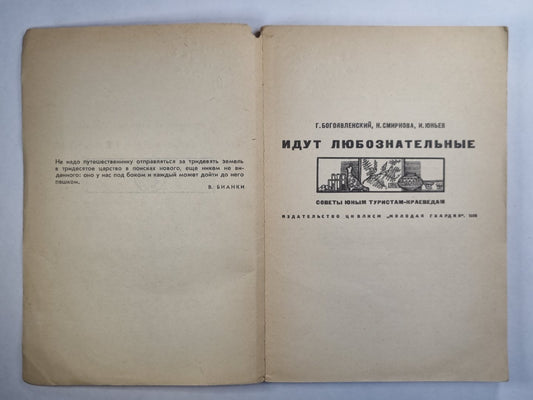 Не надо путешественнику отправляться за тридевять земель
в тридесятое царство в поисках нового, еще никем не ви-
денного: оно у нас под боком и каждый может дойти до него
пешком.
В. БИАНКИ
Г. БОГОЯВЛЕНСКИЙ, Н. СМИРНОВА, И. ЮНЬЕВ
ИДУТ ЛЮБОЗНАТЕЛЬНЫЕ
СОВЕТЫ ЮНЫМ ТУРИСТАМ-КРАЕВЕДАМ
ИЗДАТЕЛЬСТВО ЦК ВЛКСМ „МОЛОДАЯ ГВАРДИЯ“,